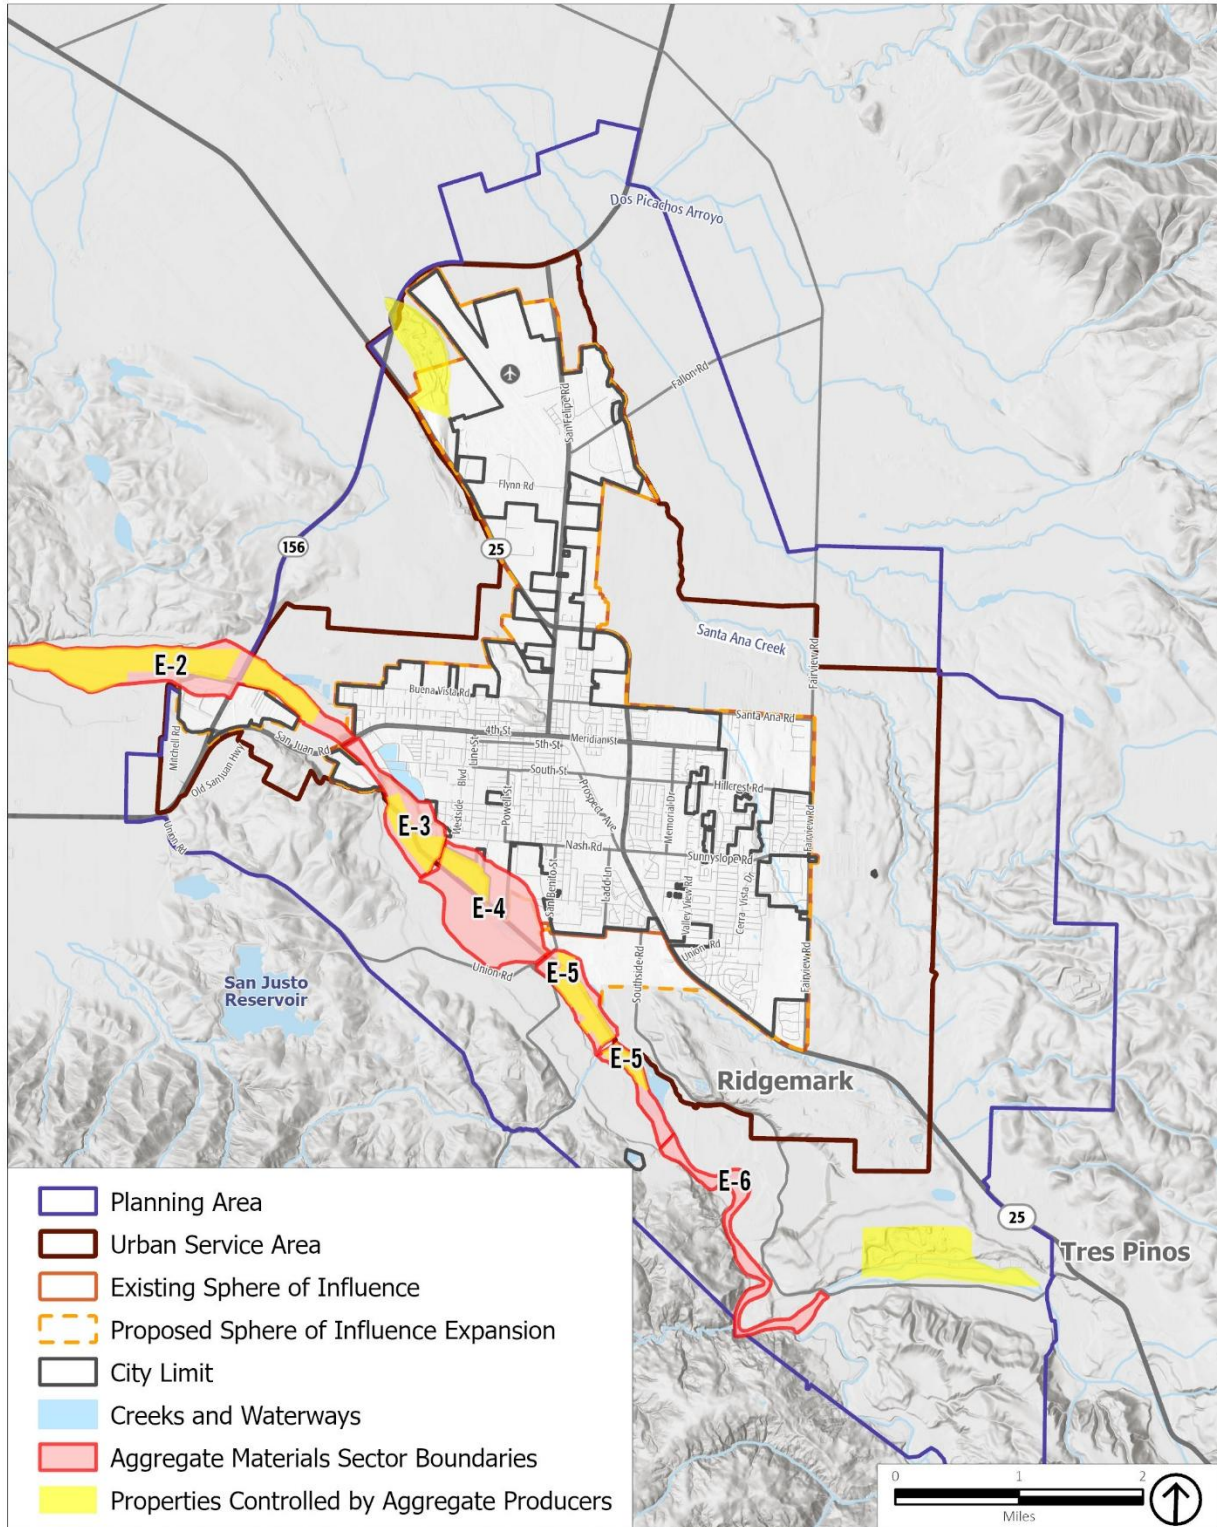 Dos Picachos Arroyo
San Felipe Rd
Fallon Rd
Flynn Rd
156
25
Santa Ana Creek
Fairview Rd
E-2
Buena Vista Rd
Santa Ana Rd
Mitchell Rd
Old San Juan Hwy
San Juan Rd
4th St
Meridian St
5th St
Line St
South St
Westside Blvd
Powell St
Prospect Ave
Memorial Dr
Hillcrest Rd
Fairview Rd
Union Rd
E-3
Nash Rd
Sunnyslope Rd
San Benito St
Ladd Ln
Valley View Rd
Cerra Vista Dr
E-4
Union Rd
Southside Rd
Fairview Rd
Union Rd
E-5
San Justo
Reservoir
E-5
Ridgemark
E-6
25
Tres Pinos
Planning Area
Urban Service Area
Existing Sphere of Influence
Proposed Sphere of Influence Expansion
City Limit
Creeks and Waterways
Aggregate Materials Sector Boundaries
Properties Controlled by Aggregate Producers
0 1 2
Miles